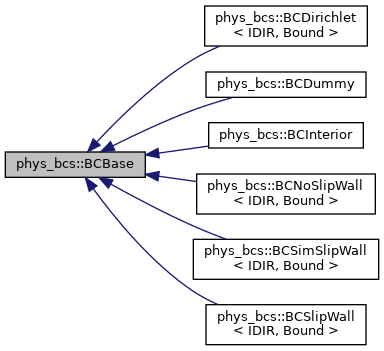 phys_bcs::BCDirichlet
< IDIR, Bound >
phys_bcs::BCDummy
phys_bcs::BCInterior
phys_bcs::BCBase
phys_bcs::BCNoSlipWall
< IDIR, Bound >
phys_bcs::BCSimSlipWall
< IDIR, Bound >
phys_bcs::BCSlipWall
< IDIR, Bound >